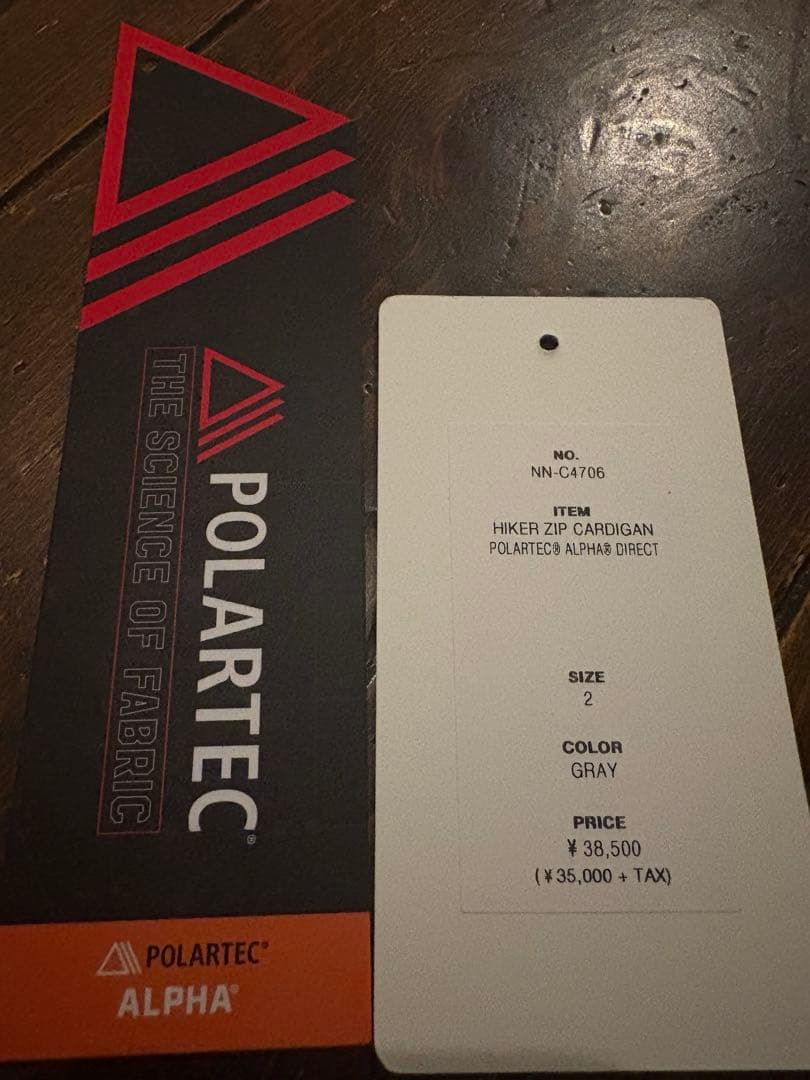 POLARTEC®
THE SCIENCE OF FABRIC
POLARTEC®
ALPHA®
NO.
NN-C4706
ITEM
HIKER ZIP CARDIGAN
POLARTEC® ALPHA® DIRECT
SIZE
2
COLOR
GRAY
PRICE
¥ 38,500
(¥35,000 + TAX)